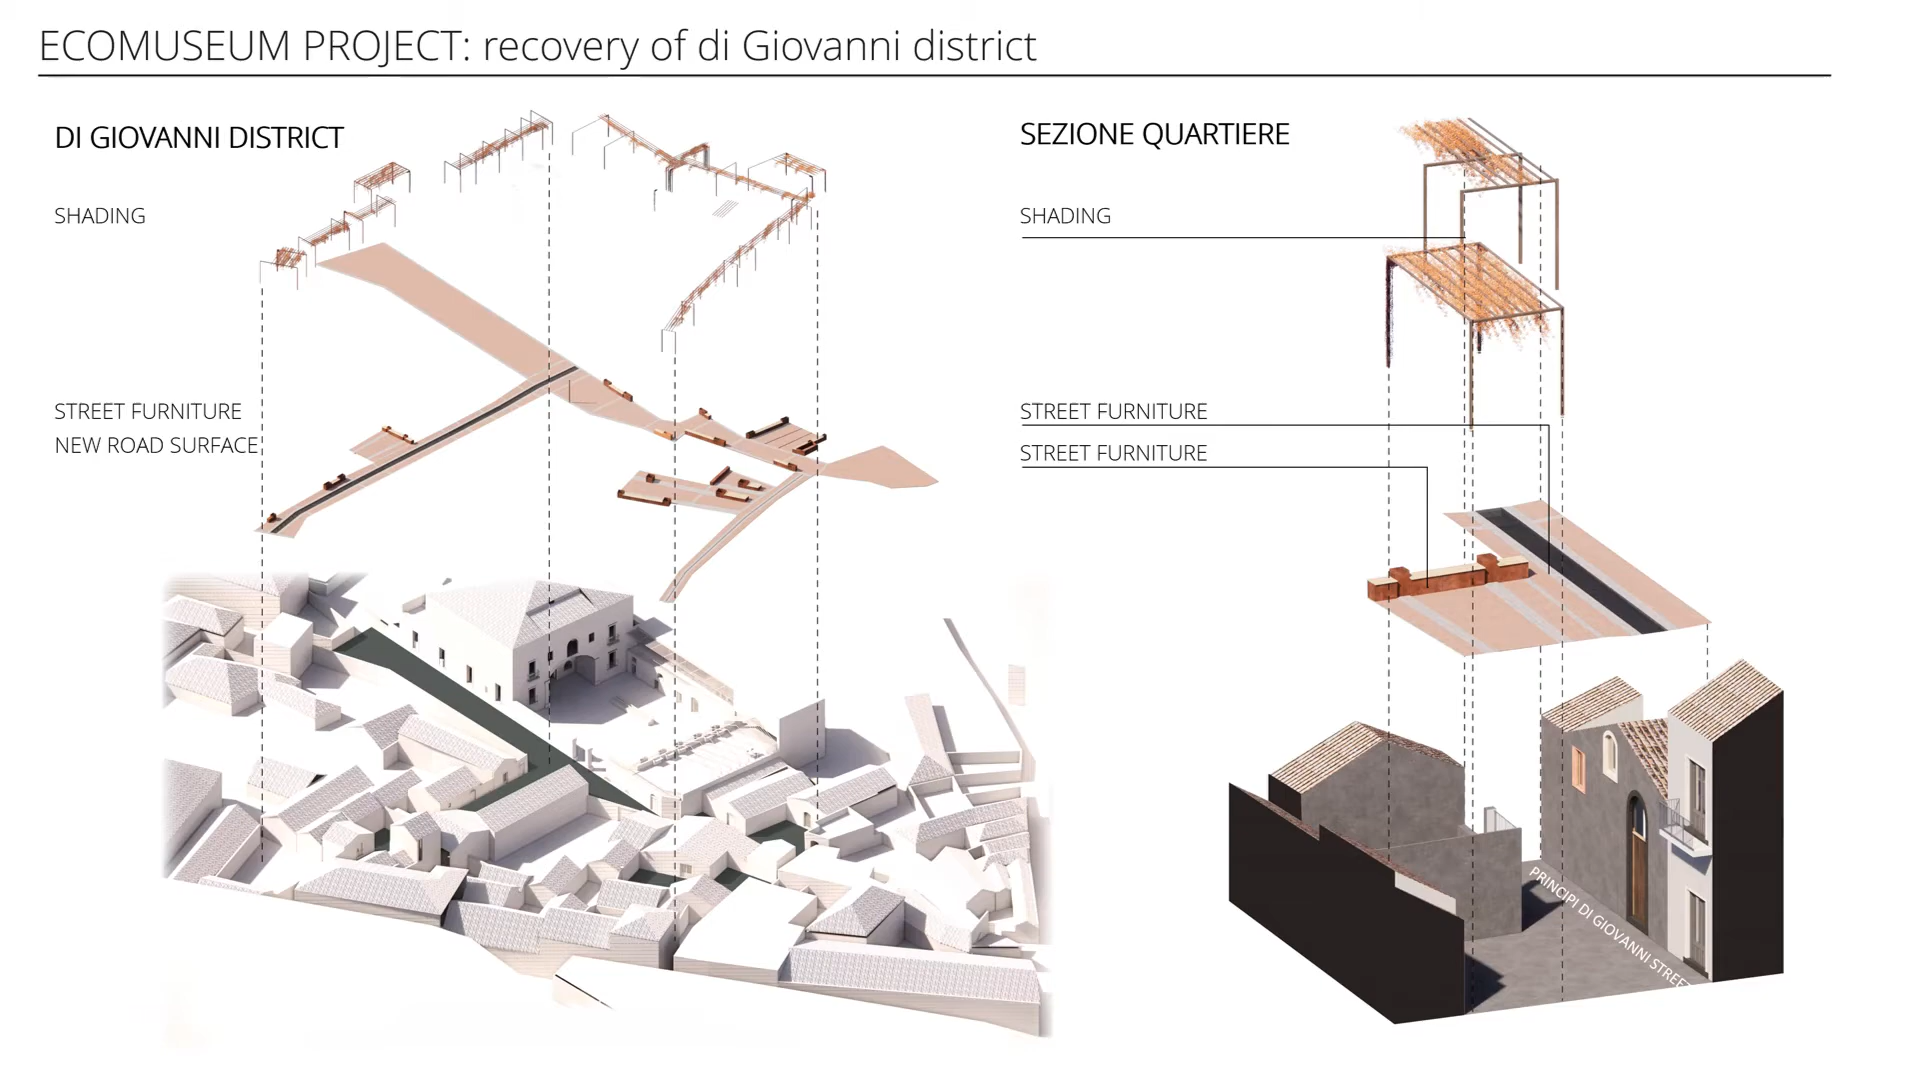 ECOMUSEUM PROJECT: recovery of di Giovanni district
DI GIOVANNI DISTRICT
SHADING
STREET FURNITURE
NEW ROAD SURFACE
SEZIONE QUARTIERE
SHADING
STREET FURNITURE
STREET FURNITURE
PRINCIPI DI GIOVANNI STREET